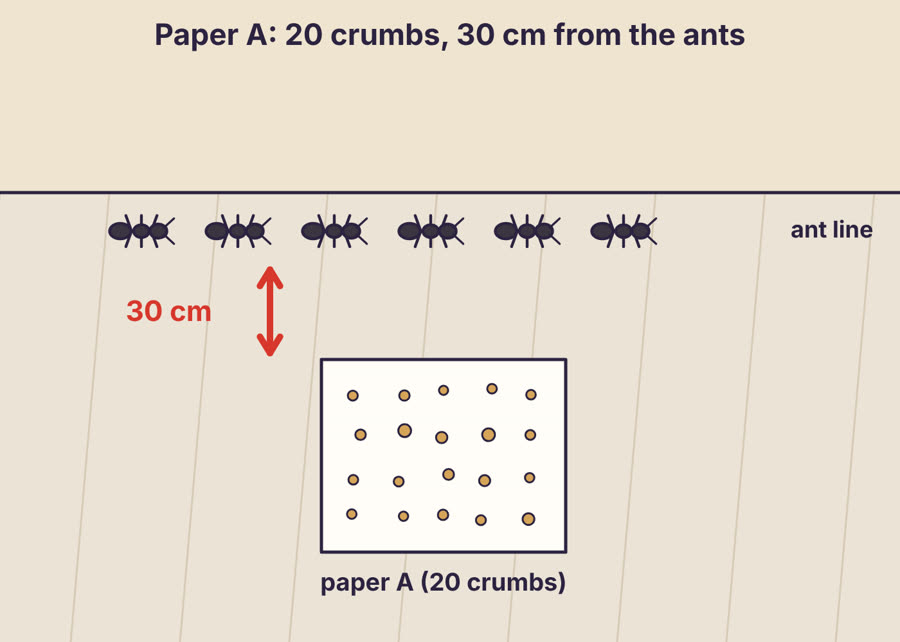 Paper A: 20 crumbs, 30 cm from the ants
ant line
30 cm
paper A (20 crumbs)